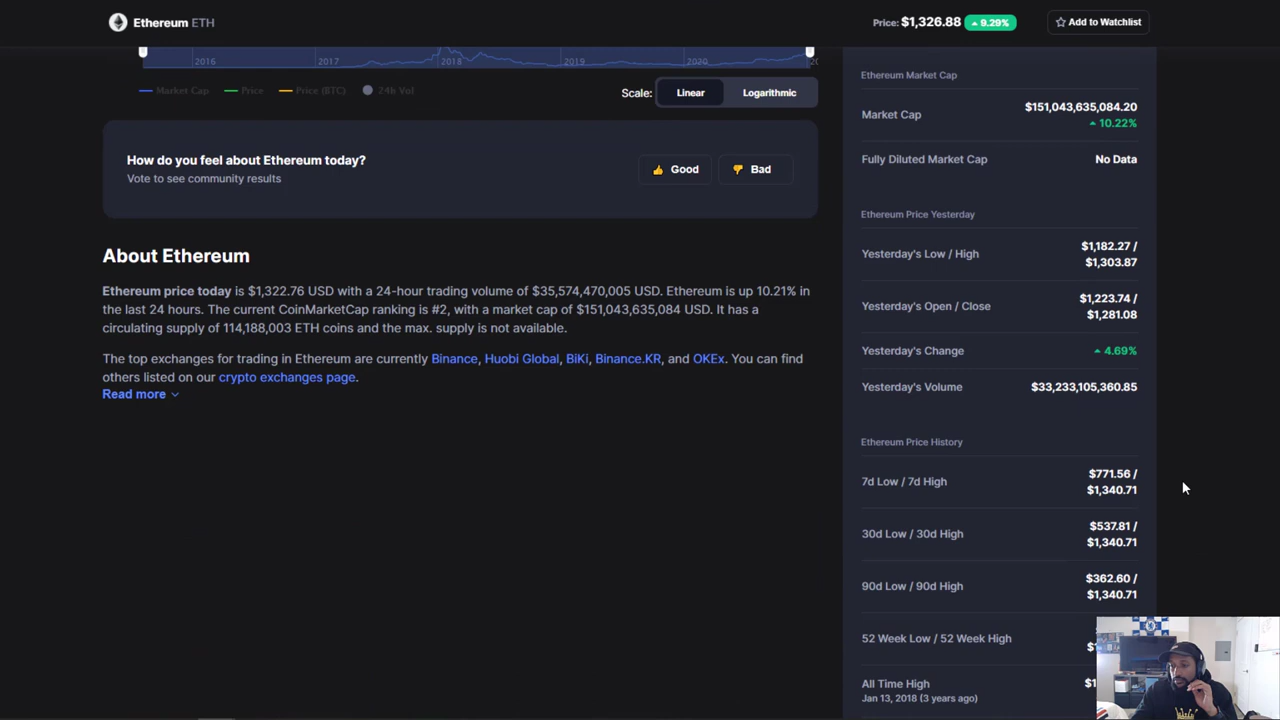 Ethereum ETH
Price: $1,326.88 9.29%
Add to Watchlist
2016 2017 2018 2019 2020
Market Cap Price Price (BTC) 24h Vol
Scale: Linear Logarithmic
How do you feel about Ethereum today?
Vote to see community results
Good Bad
About Ethereum
Ethereum price today is $1,322.76 USD with a 24-hour trading volume of $35,574,470,005 USD. Ethereum is up 10.21% in
the last 24 hours. The current CoinMarketCap ranking is #2, with a market cap of $151,043,635,084 USD. It has a
circulating supply of 114,188,003 ETH coins and the max. supply is not available.
The top exchanges for trading in Ethereum are currently Binance, Huobi Global, BiKi, Binance.KR, and OKEx. You can find
others listed on our crypto exchanges page.
Read more
Ethereum Market Cap
Market Cap $151,043,635,084.20
10.22%
Fully Diluted Market Cap No Data
Ethereum Price Yesterday
Yesterday's Low / High $1,182.27 /
$1,303.87
Yesterday's Open / Close $1,223.74 /
$1,281.08
Yesterday's Change 4.69%
Yesterday's Volume $33,233,105,360.85
Ethereum Price History
7d Low / 7d High $771.56 /
$1,340.71
30d Low / 30d High $537.81 /
$1,340.71
90d Low / 90d High $362.60 /
$1,340.71
52 Week Low / 52 Week High
All Time High
Jan 13, 2018 (3 years ago)